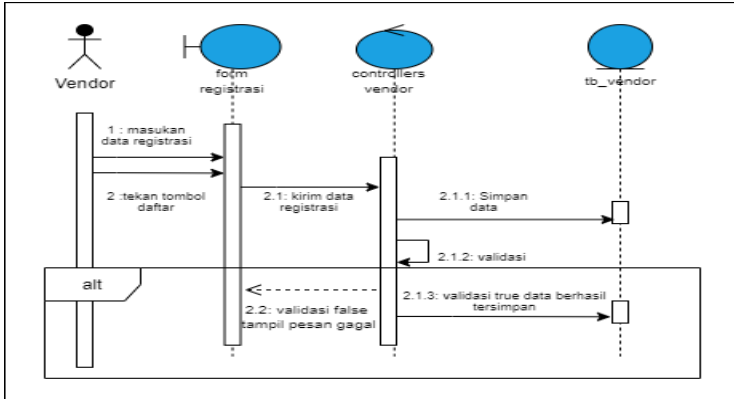 Vendor
form
registrasi
controllers
vendor
tb_vendor
1 : masukan
data registrasi
2 :tekan tombol
daftar
2.1: kirim data
registrasi
2.1.1: Simpan
data
2.1.2: validasi
alt
2.2: validasi false
tampil pesan gagal
2.1.3: validasi true data berhasil
tersimpan